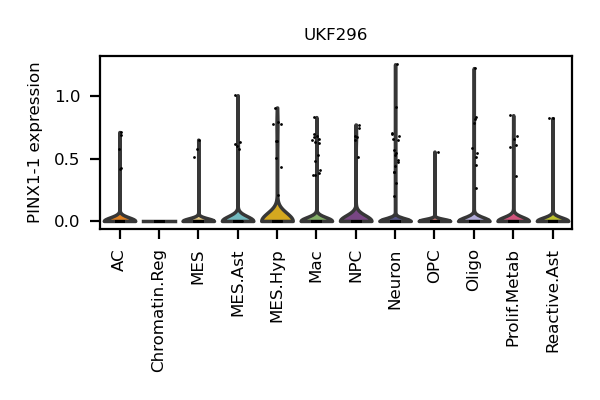 UKF296
PINX1-1 expression
1.0
0.5
0.0
AC
Chromatin.Reg
MES
MES.Ast
MES.Hyp
Mac
NPC
Neuron
OPC
Oligo
Prolif.Metab
Reactive.Ast